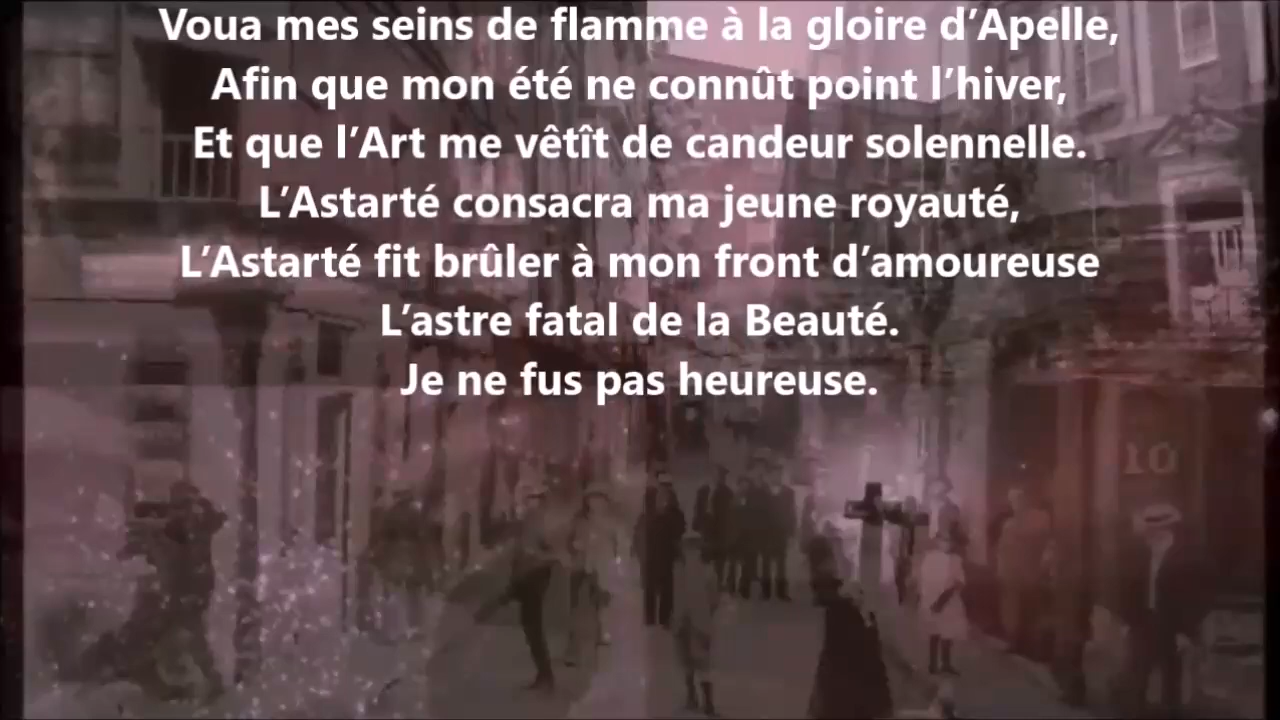 Voua mes seins de flamme à la gloire d’Apelle,
Afin que mon été ne connût point l’hiver,
Et que l’Art me vêtît de candeur solennelle.
L’Astarté consacra ma jeune royauté,
L’Astarté fit brûler à mon front d’amoureuse
L’astre fatal de la Beauté.
Je ne fus pas heureuse.
10